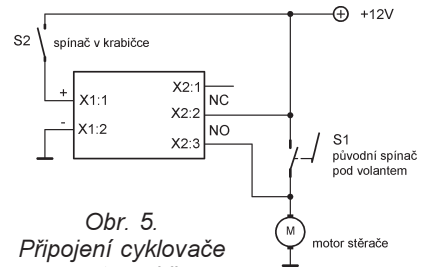 +12V
S2
spínač v krabičce
+
X1:1
X2:1
NC
X2:2
-
X1:2
NO
X2:3
S1
původní spínač
pod volantem
M
motor stěrače
Obr. 5.
Připojení cyklovače